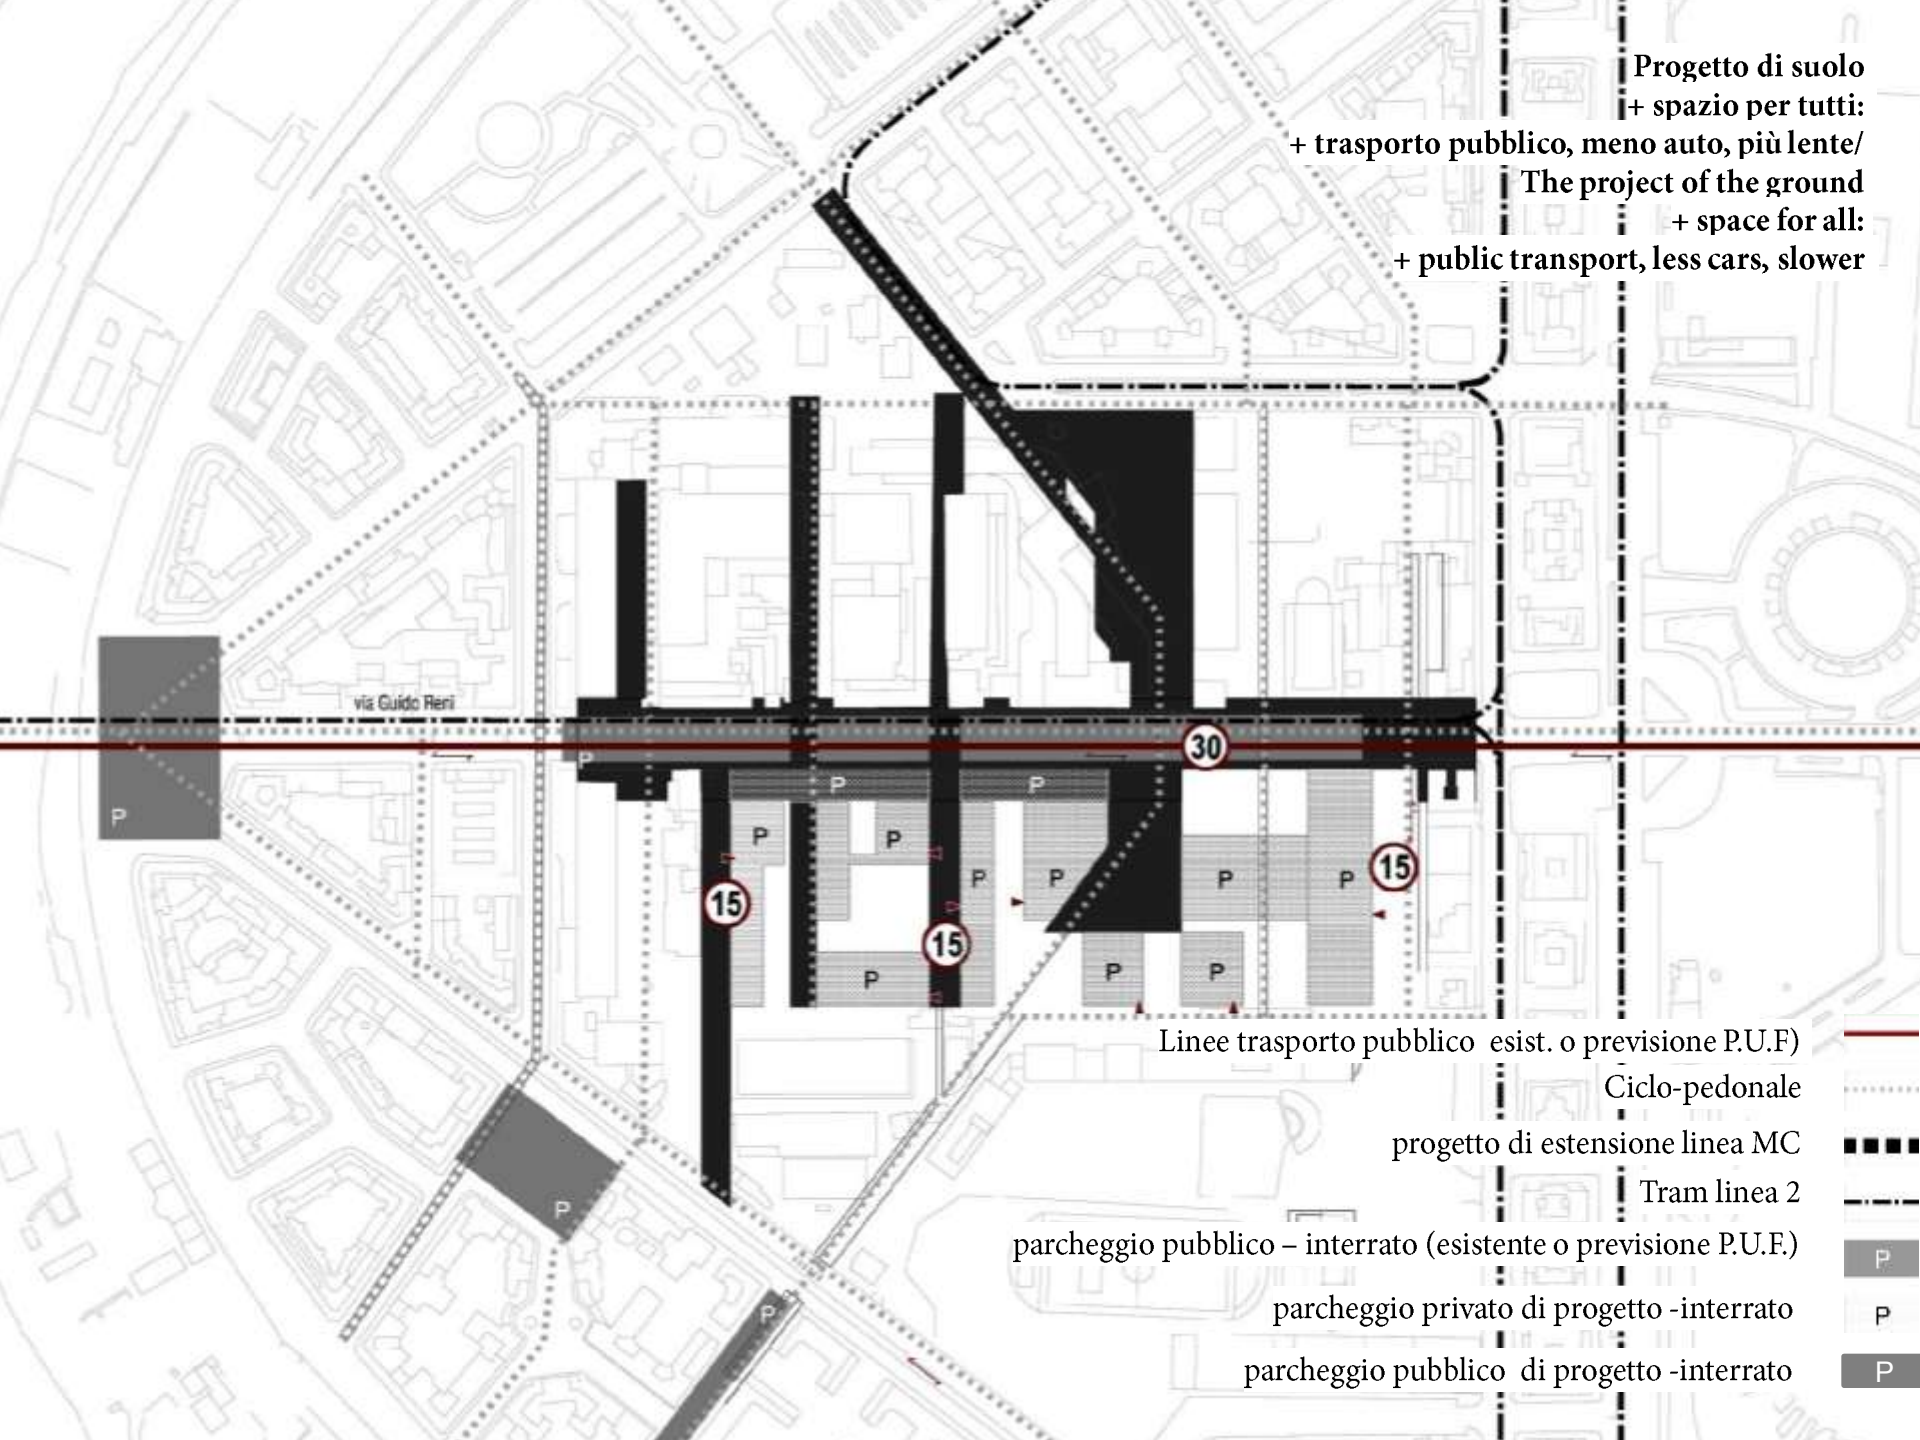 Progetto di suolo
+ spazio per tutti:
+ trasporto pubblico, meno auto, più lente/
The project of the ground
+ space for all:
+ public transport, less cars, slower
via Guido Reni
30
P
P
P
P
P
P
P
P
P
P
15
15
15
P
P
P
P
P
Linee trasporto pubblico esist. o previsione P.U.F)
Ciclo-pedonale
progetto di estensione linea MC
Tram linea 2
parcheggio pubblico – interrato (esistente o previsione P.U.F.)
P
parcheggio privato di progetto -interrato
P
P
parcheggio pubblico di progetto -interrato
P